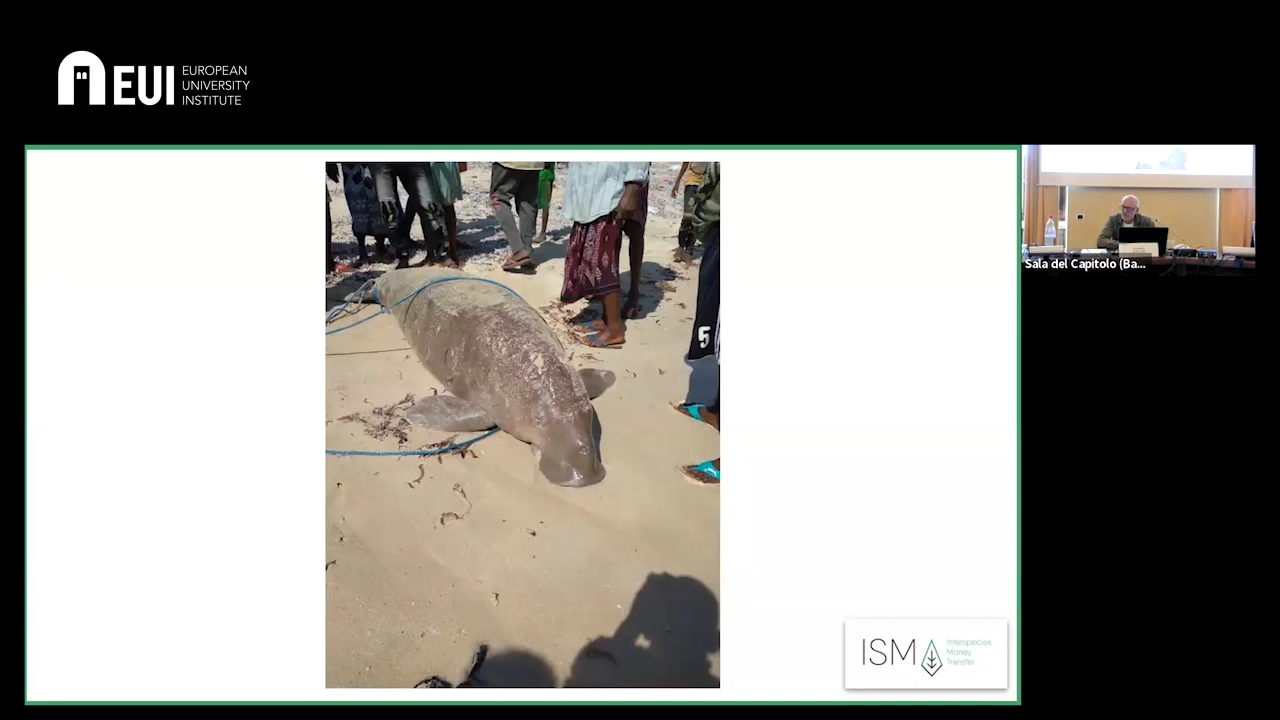 EUI
EUROPEAN
UNIVERSITY
INSTITUTE
5
Sala del Capitolo (Ba...
ISM
Interspecies
Money
Transfer